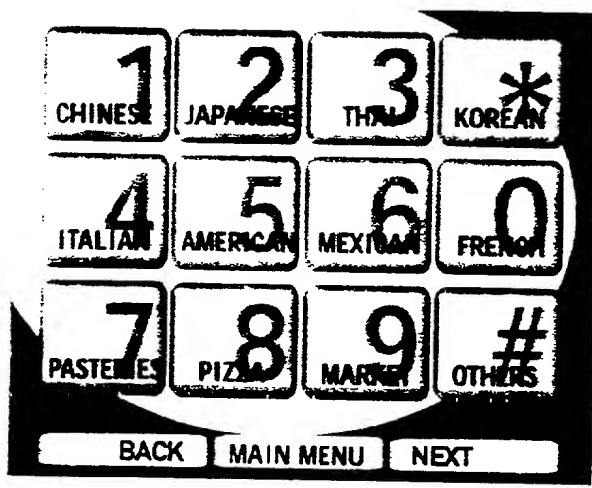 1 2 3 *
CHINESE JAPANESE THAI KOREAN
4 5 6 0
ITALIAN AMERICAN MEXICAN FRENCH
7 8 9 #
PASTERIES PIZZA MARKET OTHERS
BACK MAIN MENU NEXT